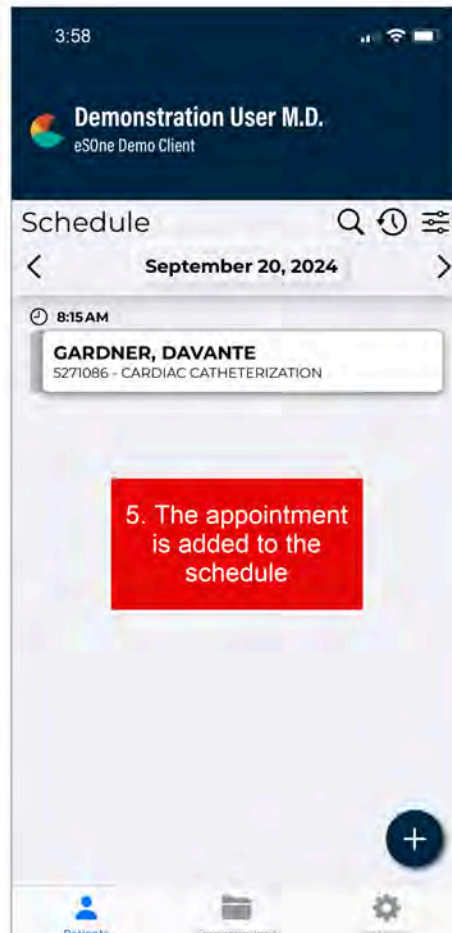 3:58
Demonstration User M.D.
eSOne Demo Client
Schedule
September 20, 2024
8:15 AM
GARDNER, DAVANTE
5271086 - CARDIAC CATHETERIZATION
5. The appointment
is added to the
schedule
Patients